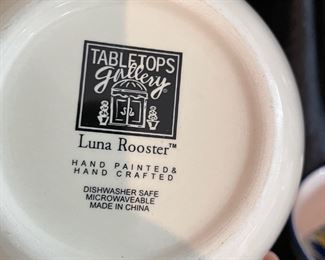 TABLETOPS
gallery®
Luna Rooster™
HAND PAINTED &
HAND CRAFTED
DISHWASHER SAFE
MICROWAVEABLE
MADE IN CHINA